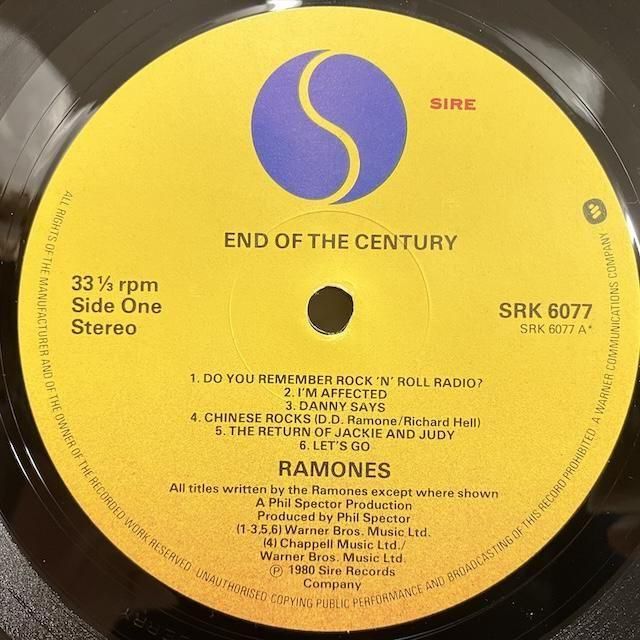 SIRE
END OF THE CENTURY
33 ⅓ rpm
Side One
Stereo
SRK 6077
SRK 6077 A*
1. DO YOU REMEMBER ROCK 'N' ROLL RADIO?
2. I'M AFFECTED
3. DANNY SAYS
4. CHINESE ROCKS (D.D. Ramone/Richard Hell)
5. THE RETURN OF JACKIE AND JUDY
6. LET'S GO
RAMONES
All titles written by the Ramones except where shown
A Phil Spector Production
Produced by Phil Spector
(1-3,5,6) Warner Bros. Music Ltd.
(4) Chappell Music Ltd./
Warner Bros. Music Ltd.
℗ 1980 Sire Records
Company
ALL RIGHTS OF THE MANUFACTURER AND OF THE OWNER OF THE RECORDED WORK RESERVED. UNAUTHORISED COPYING PUBLIC PERFORMANCE AND BROADCASTING OF THIS RECORD PROHIBITED. A WARNER COMMUNICATIONS COMPANY